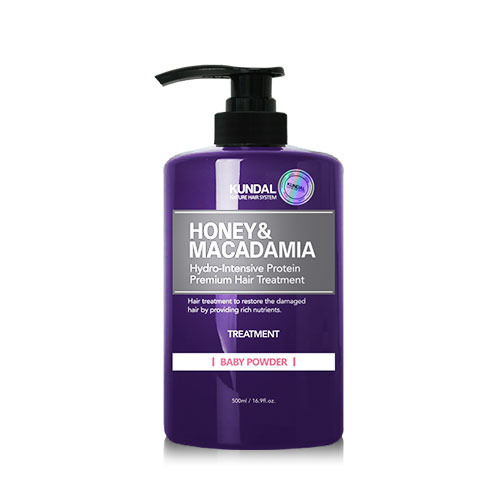 KUNDAL
NATURE HAIR SYSTEM
KUNDAL
HONEY&
MACADAMIA
Hydro-Intensive Protein
Premium Hair Treatment
Hair treatment to restore the damaged
hair by providing rich nutrients.
TREATMENT
| BABY POWDER |
500ml / 16.9fl.oz.